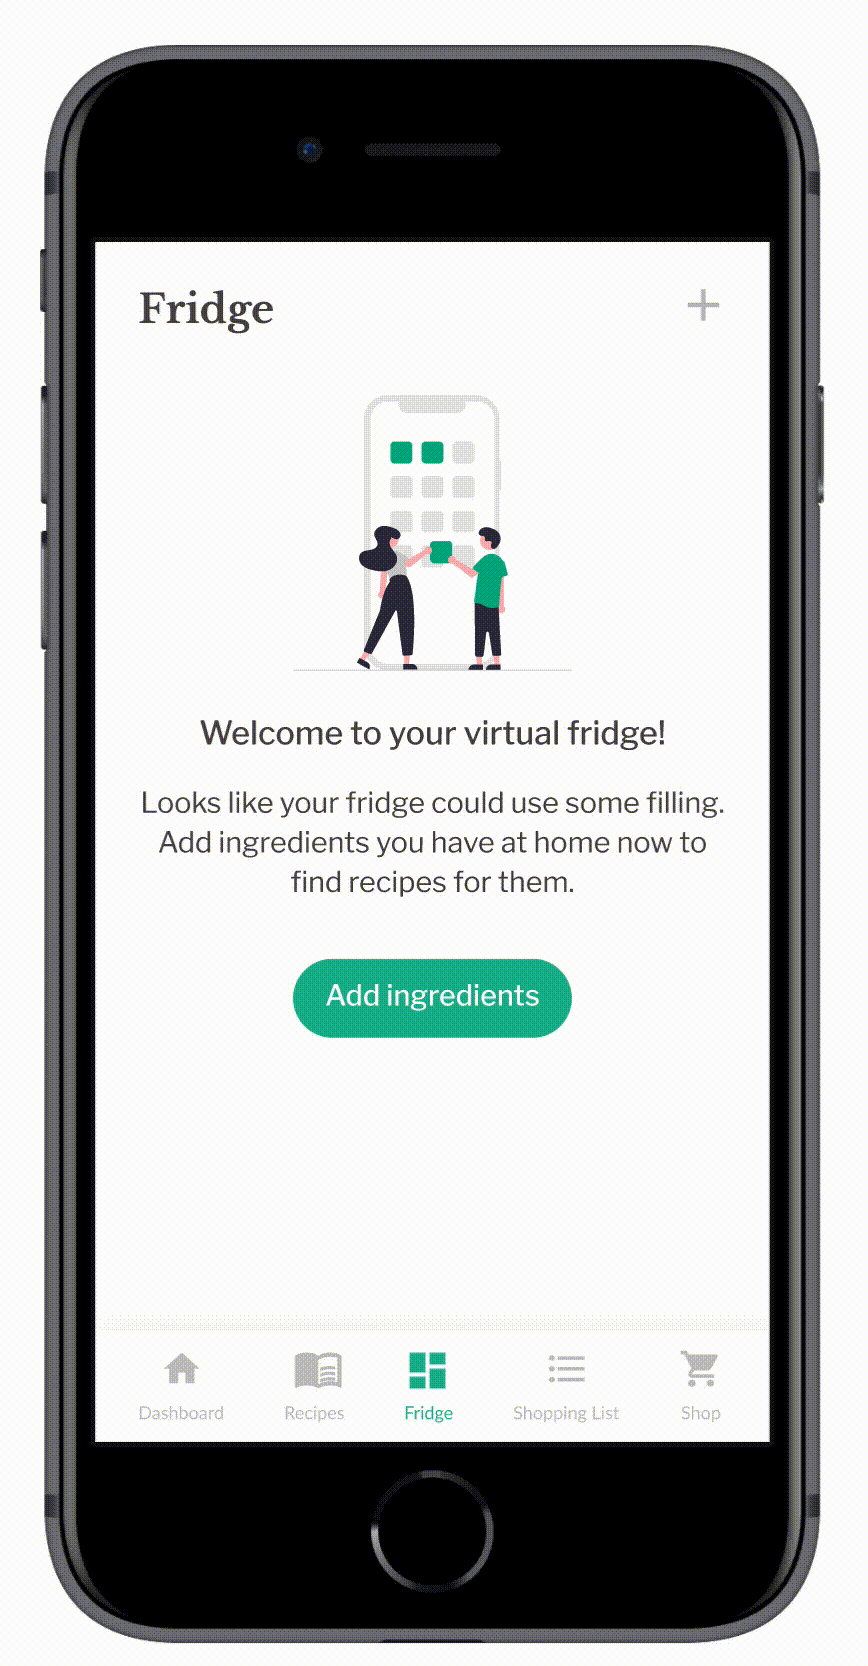 Fridge
Welcome to your virtual fridge!
Looks like your fridge could use some filling.
Add ingredients you have at home now to
find recipes for them.
Add ingredients
Dashboard
Recipes
Fridge
Shopping List
Shop